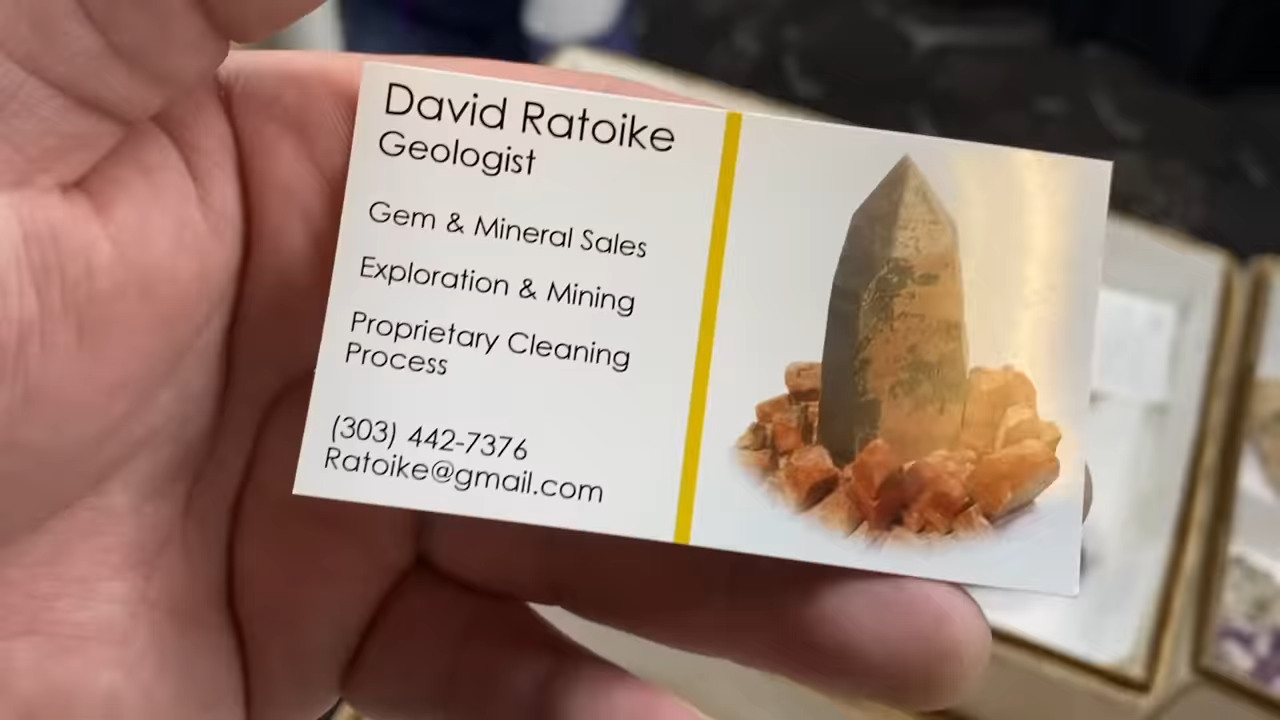 David Ratoike
Geologist
Gem & Mineral Sales
Exploration & Mining
Proprietary Cleaning
Process
(303) 442-7376
Ratoike@gmail.com